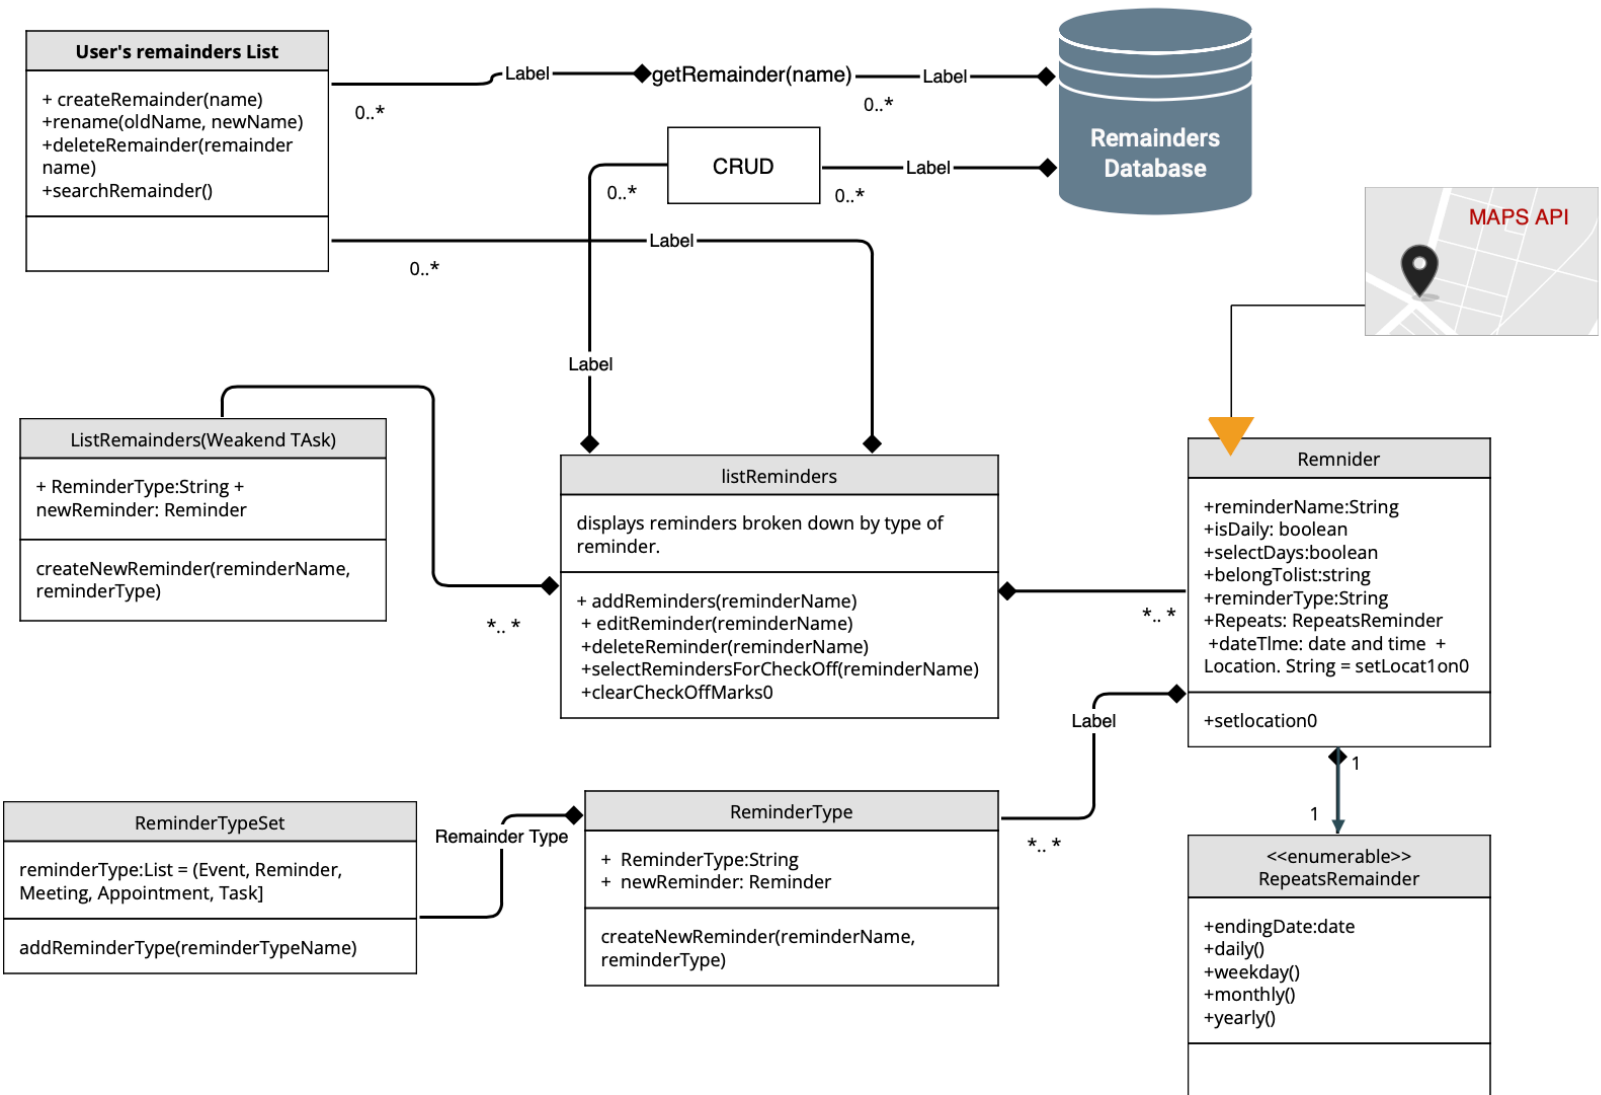 User's remainders List
+ createRemainder(name)
+rename(oldName, newName)
+deleteRemainder(remainder
name)
+searchRemainder()
Label
0..*
getRemainder(name)
Label
0..*
Remainders
Database
CRUD
0..*
Label
0..*
Label
0..*
Label
MAPS API
ListRemainders(Weakend TAsk)
+ ReminderType:String +
newReminder: Reminder
createNewReminder(reminderName,
reminderType)
*.. *
listReminders
displays reminders broken down by type of
reminder.
+ addReminders(reminderName)
+ editReminder(reminderName)
+deleteReminder(reminderName)
+selectRemindersForCheckOff(reminderName)
+clearCheckOffMarks0
*.. *
Remnider
+reminderName:String
+isDaily: boolean
+selectDays:boolean
+belongTolist:string
+reminderType:String
+Repeats: RepeatsReminder
+dateTlme: date and time +
Location. String = setLocat1on0
+setlocation0
Label
1
1
ReminderTypeSet
reminderType:List = (Event, Reminder,
Meeting, Appointment, Task]
addReminderType(reminderTypeName)
Remainder Type
ReminderType
+ ReminderType:String
+ newReminder: Reminder
createNewReminder(reminderName,
reminderType)
*.. *
<<enumerable>>
RepeatsRemainder
+endingDate:date
+daily()
+weekday()
+monthly()
+yearly()